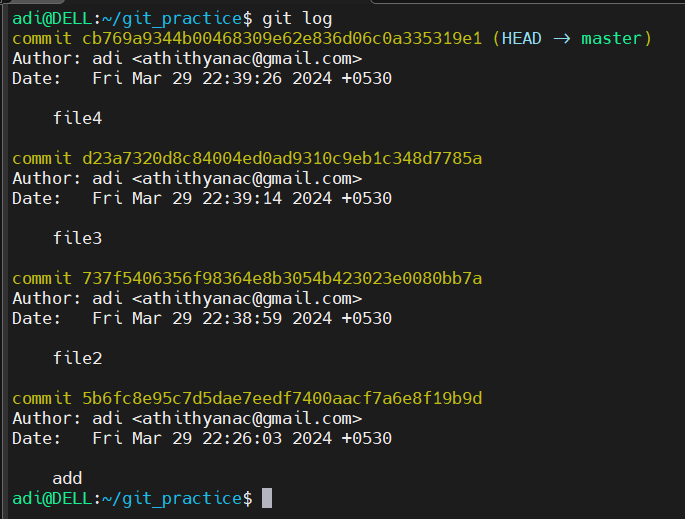 adi@DELL:~/git_practice$ git log
commit cb769a9344b00468309e62e836d06c0a335319e1 (HEAD → master)
Author: adi <athithyanac@gmail.com>
Date:   Fri Mar 29 22:39:26 2024 +0530
    file4
commit d23a7320d8c84004ed0ad9310c9eb1c348d7785a
Author: adi <athithyanac@gmail.com>
Date:   Fri Mar 29 22:39:14 2024 +0530
    file3
commit 737f5406356f98364e8b3054b423023e0080bb7a
Author: adi <athithyanac@gmail.com>
Date:   Fri Mar 29 22:38:59 2024 +0530
    file2
commit 5b6fc8e95c7d5dae7eedf7400aacf7a6e8f19b9d
Author: adi <athithyanac@gmail.com>
Date:   Fri Mar 29 22:26:03 2024 +0530
    add
adi@DELL:~/git_practice$